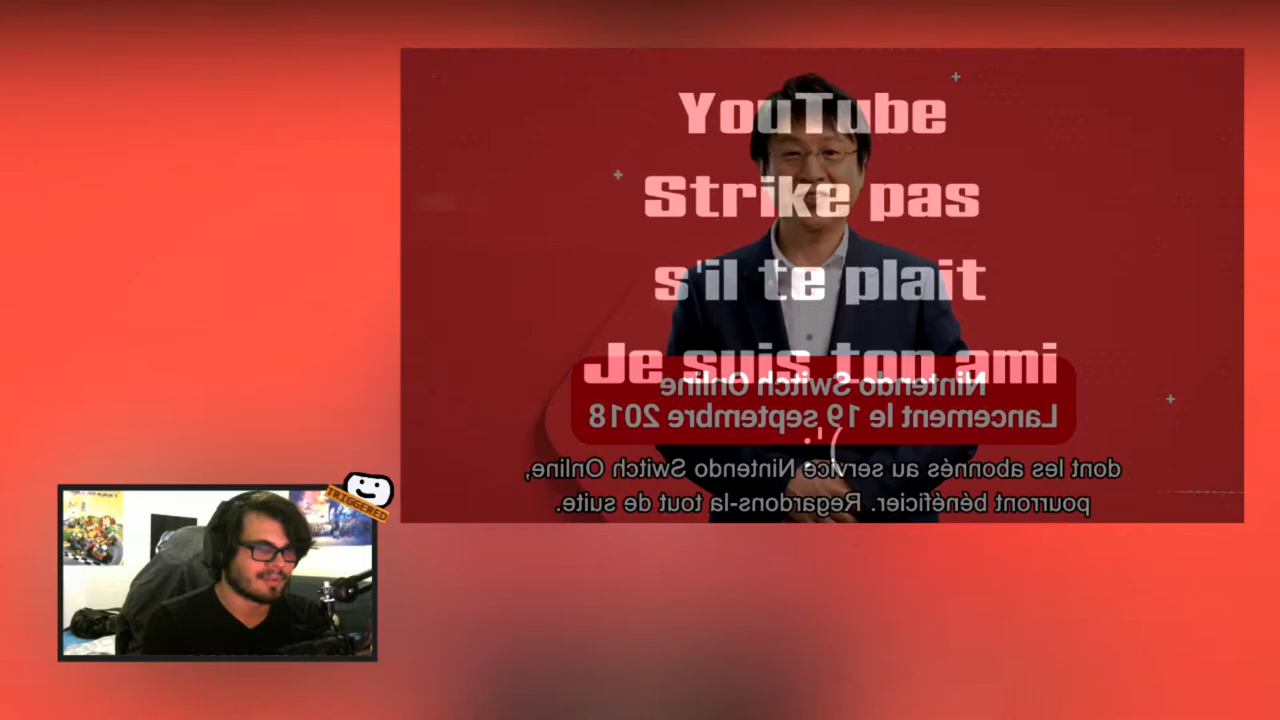 YouTube
Strike pas
s'il te plait
Je suis ton ami
Nintendo Switch Online
Lancement le 19 septembre 2018
:'(
dont les abonnés au service Nintendo Switch Online,
pourront bénéficier. Regardons-la tout de suite.
TRIGGERED